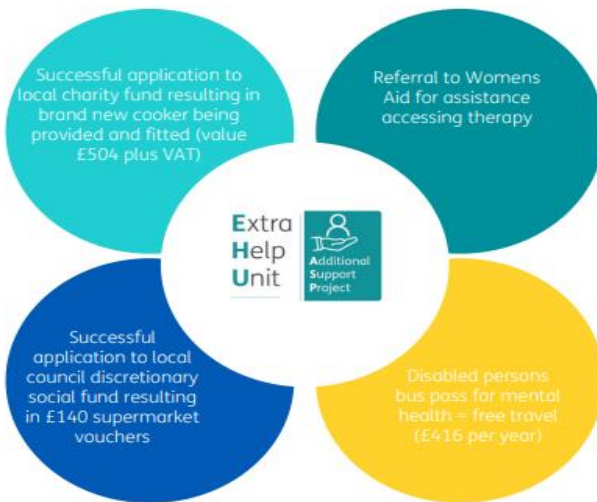 Successful application to
local charity fund resulting in
brand new cooker being
provided and fitted (value
£504 plus VAT)
Referral to Womens
Aid for assistance
accessing therapy
Extra
Help
Unit
Additional
Support
Project
Successful
application to local
council discretionary
social fund resulting
in £140 supermarket
vouchers
Disabled persons
bus pass for mental
health = free travel
(£416 per year)